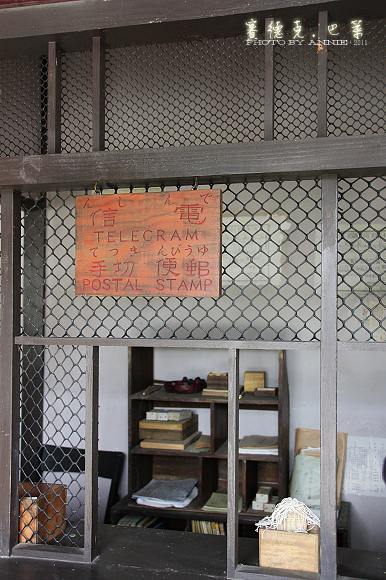 賽德克．巴萊
PHOTO BY ANNIE · 2011
んしんで
信電
TELEGRAM
てつきんびうゆ
手切便郵
POSTAL STAMP